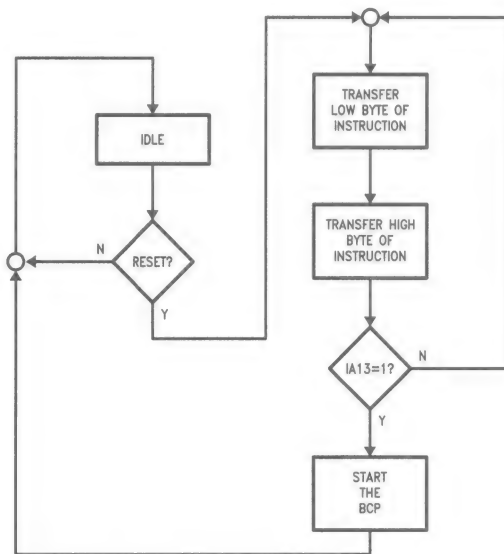 IDLE
RESET?
N
Y
TRANSFER
LOW BYTE OF
INSTRUCTION
TRANSFER HIGH
BYTE OF
INSTRUCTION
IA13=1?
N
Y
START
THE
BCP